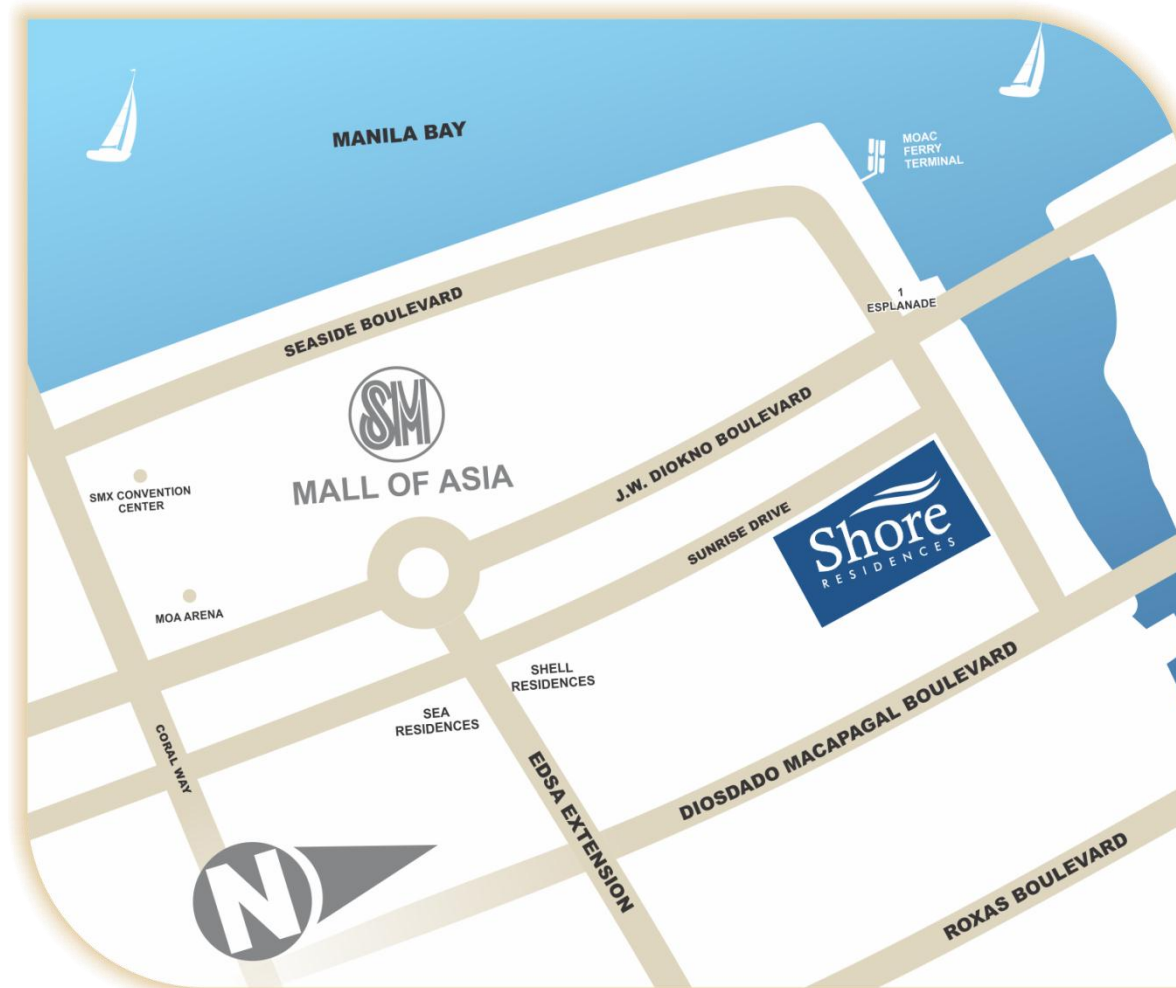 MANILA BAY
MOAC
FERRY
TERMINAL
1
ESPLANADE
SEASIDE BOULEVARD
SM
MALL OF ASIA
J.W. DIOKNO BOULEVARD
SMX CONVENTION
CENTER
SUNRISE DRIVE
Shore
RESIDENCES
MOA ARENA
SHELL
RESIDENCES
SEA
RESIDENCES
CORAL WAY
EDSA EXTENSION
DIOSDADO MACAPAGAL BOULEVARD
ROXAS BOULEVARD
N